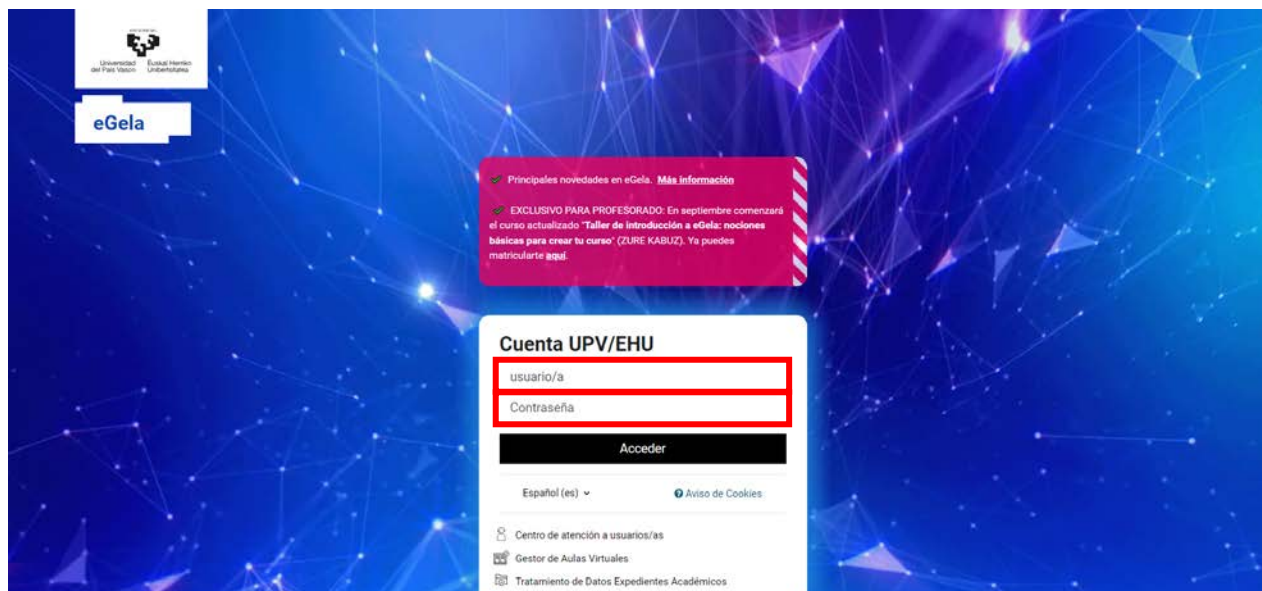 Universidad Euskal Herriko
del País Vasco Unibertsitatea
eGela
Principales novedades en eGela. Más información
EXCLUSIVO PARA PROFESORADO: En septiembre comenzará
el curso actualizado "Taller de introducción a eGela: nociones
básicas para crear tu curso" (ZURE KABUZ). Ya puedes
matricularte aquí.
Cuenta UPV/EHU
usuario/a
Contraseña
Acceder
Español (es) Aviso de Cookies
Centro de atención a usuarios/as
Gestor de Aulas Virtuales
Tratamiento de Datos Expedientes Académicos